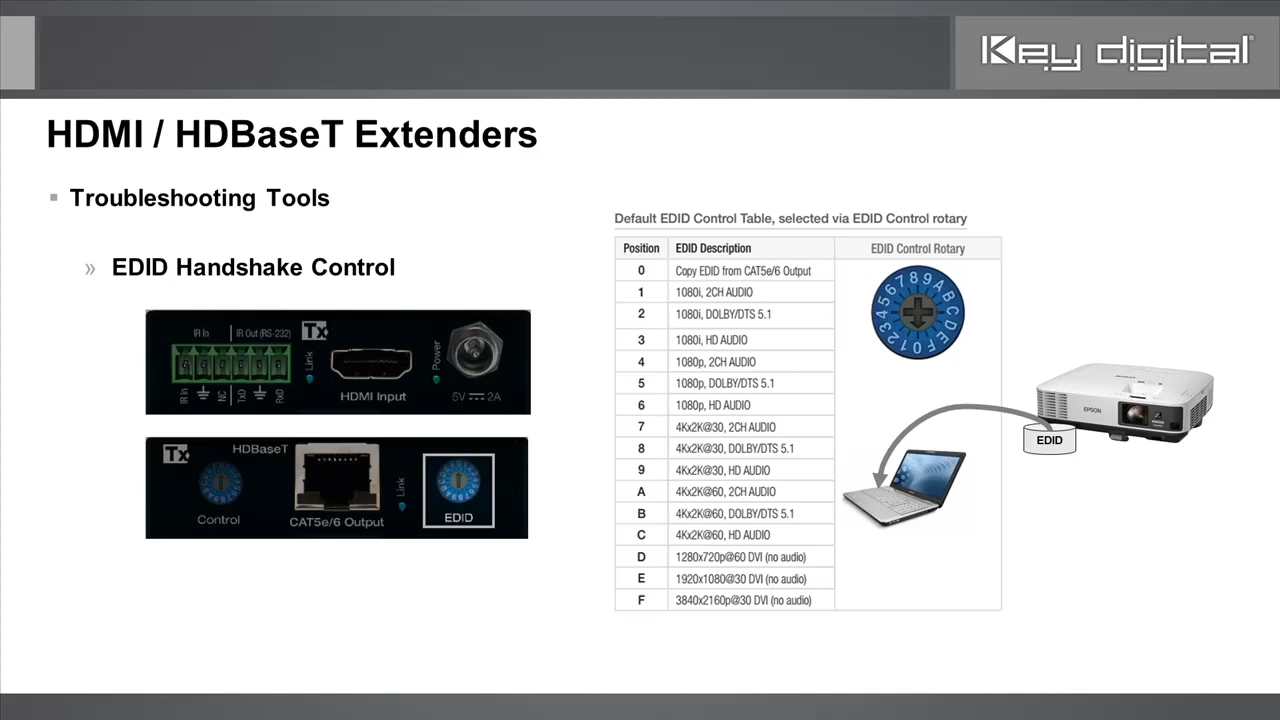 Key digital
HDMI / HDBaseT Extenders
Troubleshooting Tools
EDID Handshake Control
IR In IR Out (RS-232) Tx
Link
HDMI Input
Power
5V 2A
IR In NC TxD RxD
Tx HDBaseT
Control
CAT5e/6 Output
Link
EDID
Default EDID Control Table, selected via EDID Control rotary
Position EDID Description EDID Control Rotary
0 Copy EDID from CAT5e/6 Output
1 1080i, 2CH AUDIO
2 1080i, DOLBY/DTS 5.1
3 1080i, HD AUDIO
4 1080p, 2CH AUDIO
5 1080p, DOLBY/DTS 5.1
6 1080p, HD AUDIO
7 4Kx2K@30, 2CH AUDIO
8 4Kx2K@30, DOLBY/DTS 5.1
9 4Kx2K@30, HD AUDIO
A 4Kx2K@60, 2CH AUDIO
B 4Kx2K@60, DOLBY/DTS 5.1
C 4Kx2K@60, HD AUDIO
D 1280x720p@60 DVI (no audio)
E 1920x1080@30 DVI (no audio)
F 3840x2160p@30 DVI (no audio)
0123456789ABCDEF
EPSON
EDID